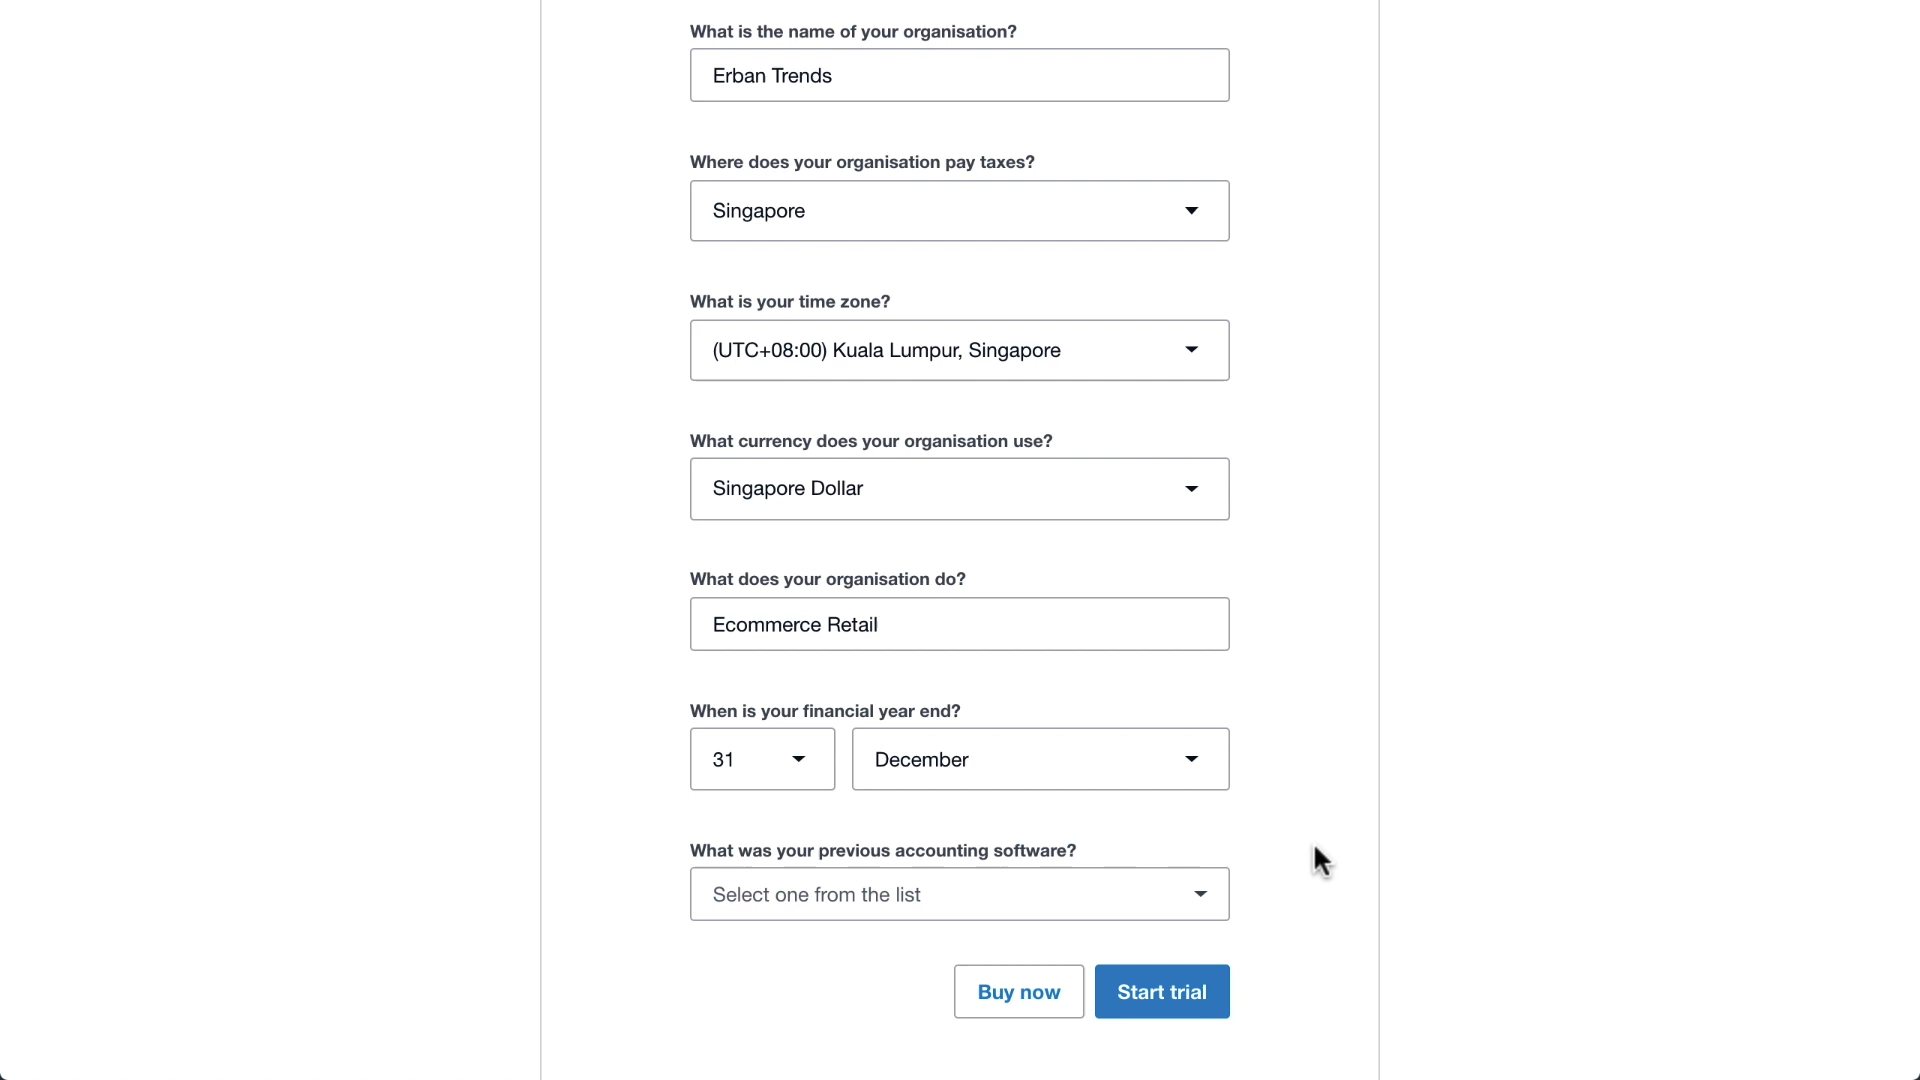 What is the name of your organisation?
Erban Trends
Where does your organisation pay taxes?
Singapore
What is your time zone?
(UTC+08:00) Kuala Lumpur, Singapore
What currency does your organisation use?
Singapore Dollar
What does your organisation do?
Ecommerce Retail
When is your financial year end?
31 December
What was your previous accounting software?
Select one from the list
Buy now Start trial